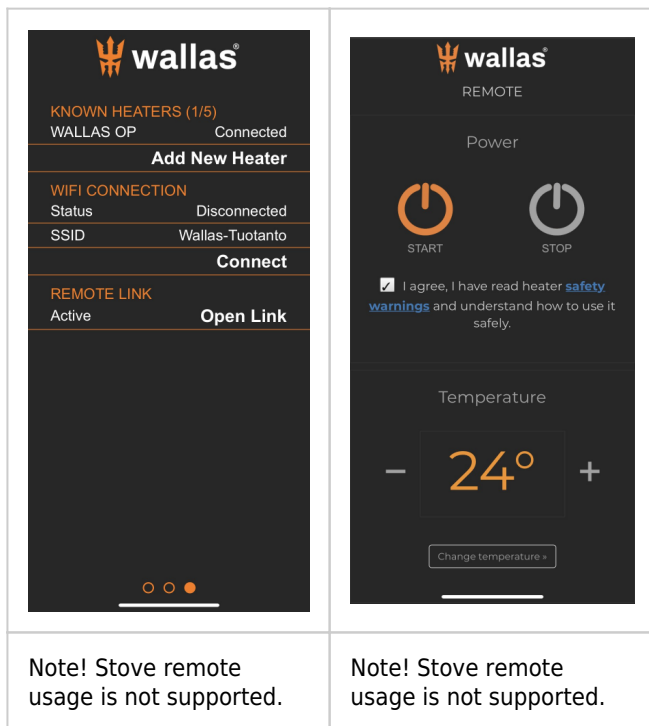 wallas®
KNOWN HEATERS (1/5)
WALLAS OP Connected
Add New Heater
WIFI CONNECTION
Status Disconnected
SSID Wallas-Tuotanto
Connect
REMOTE LINK
Active Open Link
Note! Stove remote
usage is not supported.
wallas®
REMOTE
Power
START STOP
I agree, I have read heater safety
warnings and understand how to use it
safely.
Temperature
− 24° +
Change temperature »
Note! Stove remote
usage is not supported.